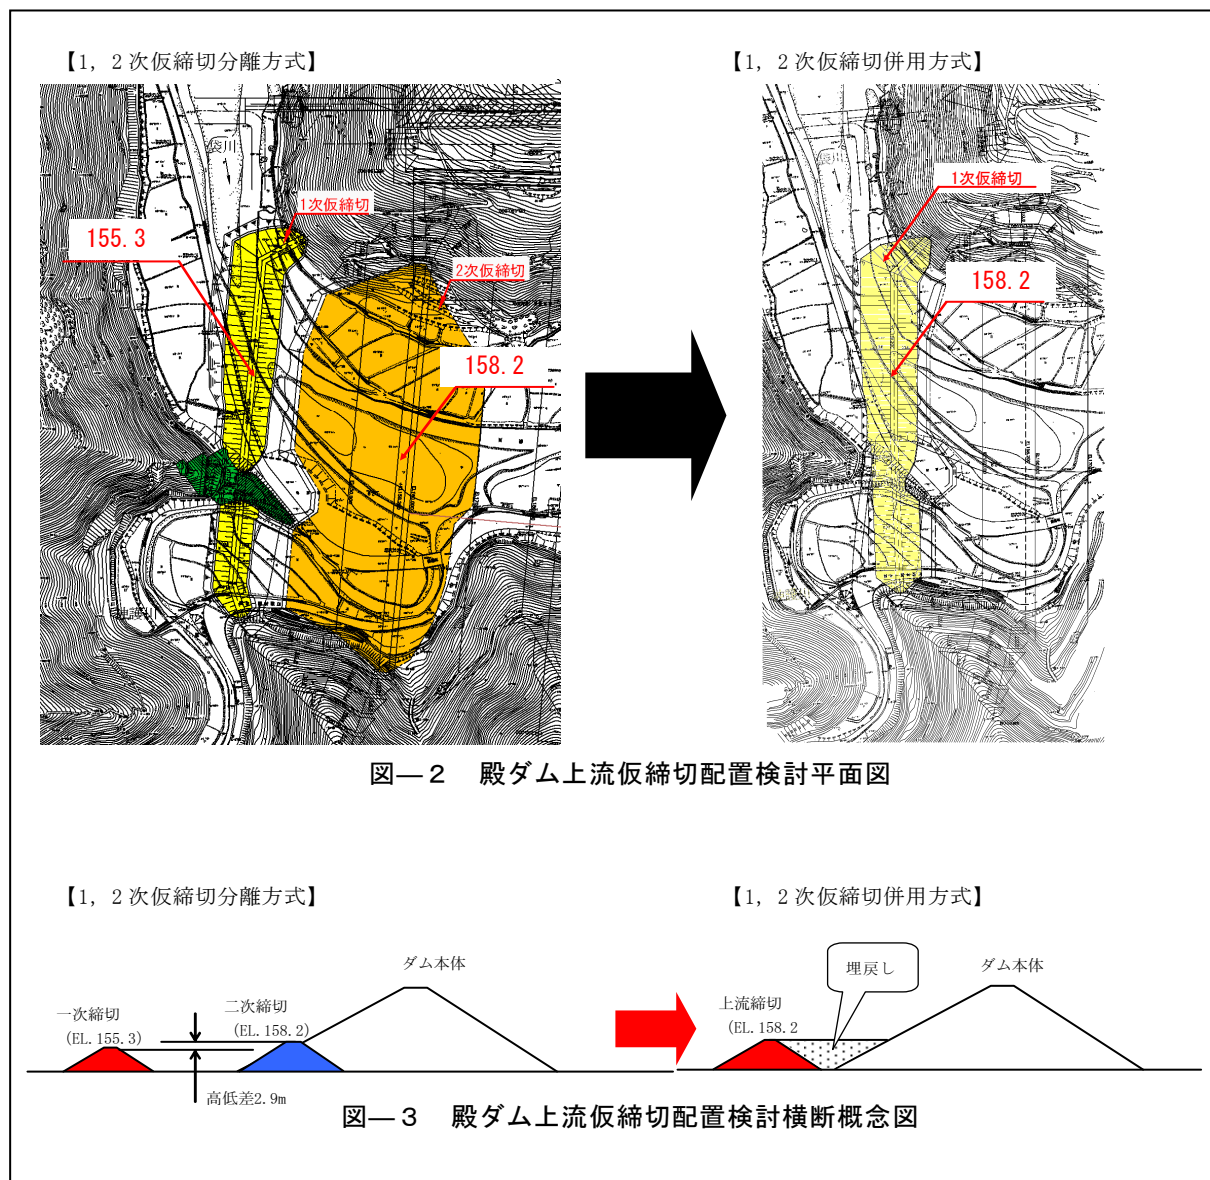 【1, 2次仮締切分離方式】
【1, 2次仮締切併用方式】
袋川
1次仮締切
155.3
2次仮締切
158.2
袋川
1次仮締切
158.2
図―2 殿ダム上流仮締切配置検討平面図
【1, 2次仮締切分離方式】
【1, 2次仮締切併用方式】
ダム本体
二次締切
(EL.158.2)
一次締切
(EL.155.3)
高低差2.9m
埋戻し
ダム本体
上流締切
(EL.158.2
図―3 殿ダム上流仮締切配置検討横断概念図